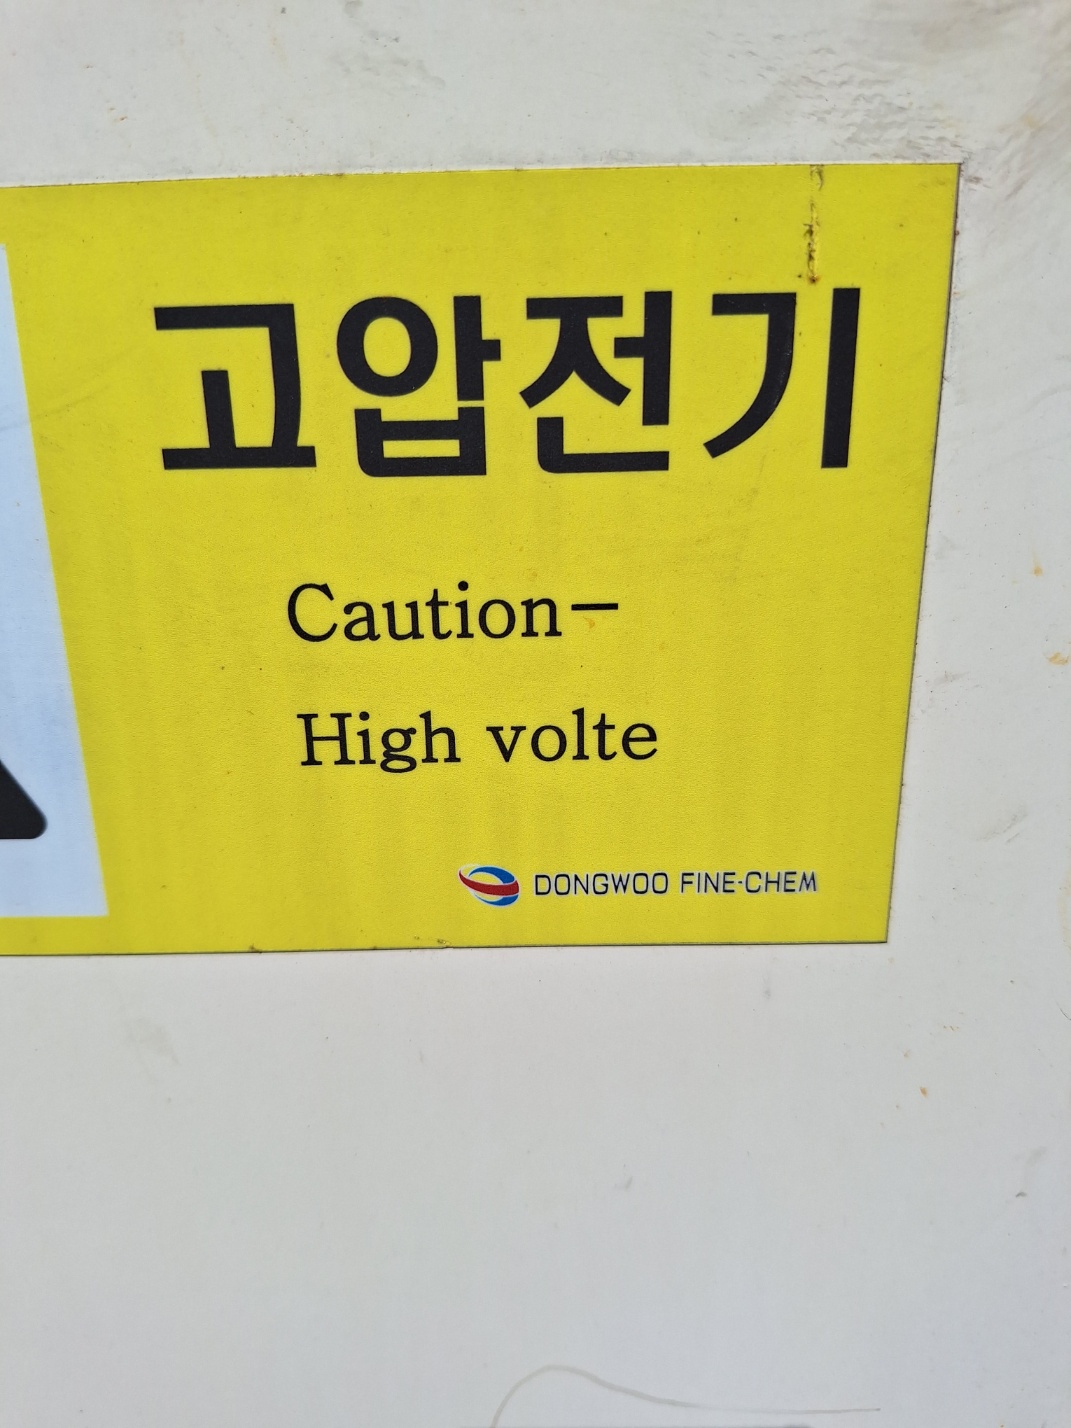 고압전기
Caution-
High volte
DONGWOO FINE-CHEM